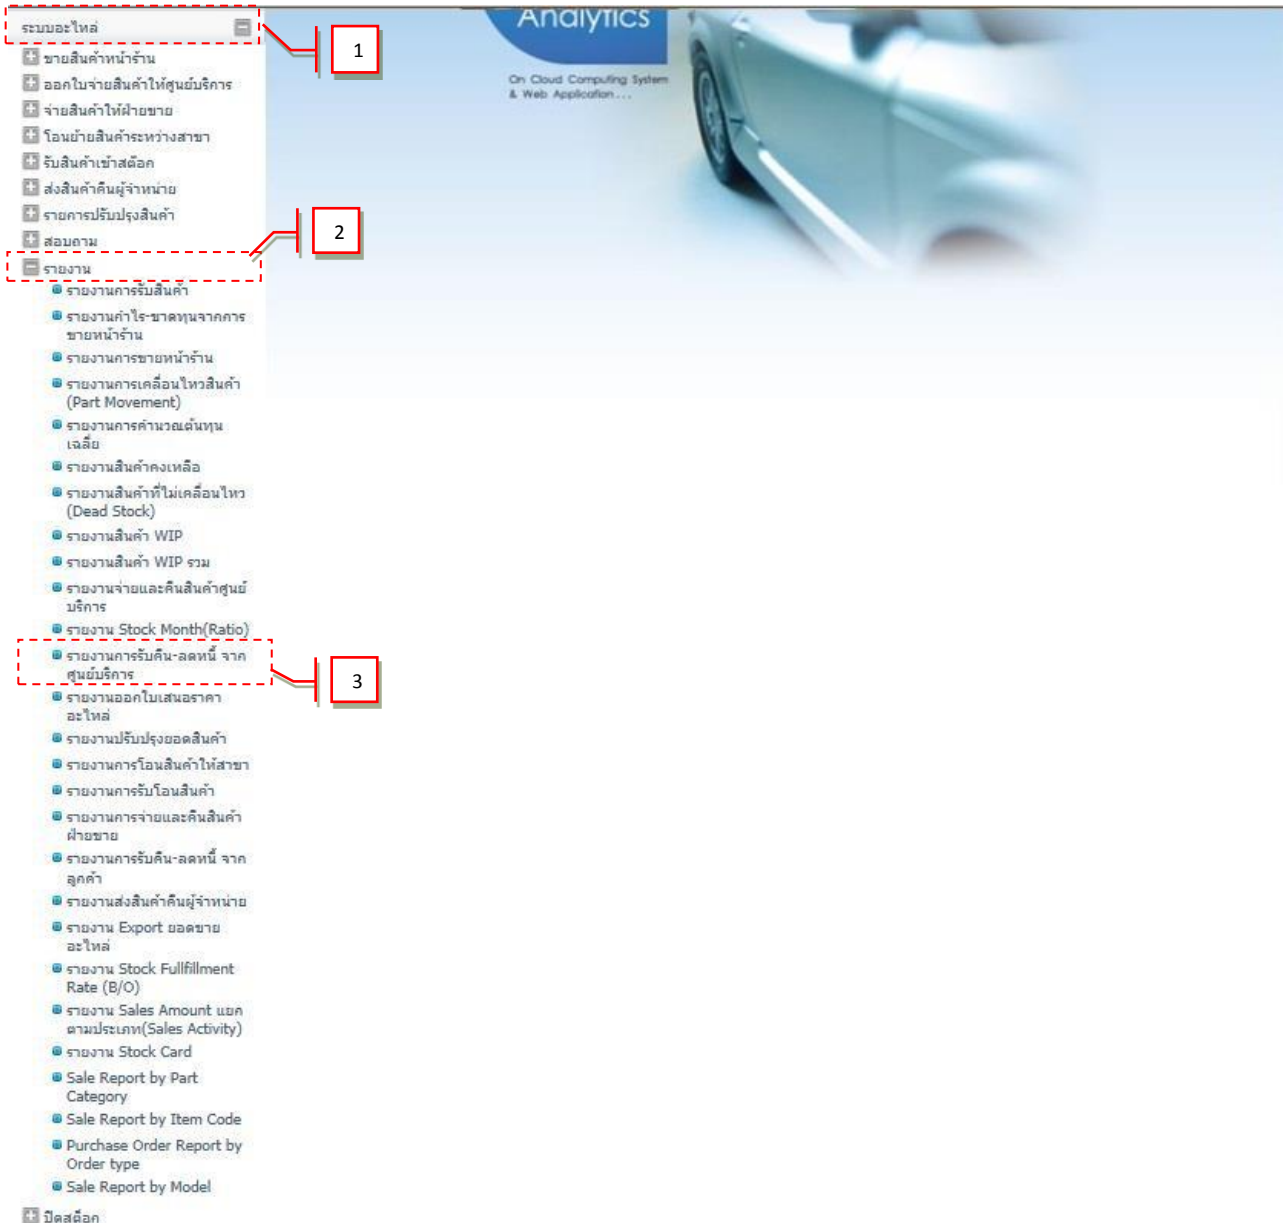 Analytics
On Cloud Computing System
& Web Application...
ระบบอะไหล่
1
ขายสินค้าหน้าร้าน
ออกใบจ่ายสินค้าให้ศูนย์บริการ
จ่ายสินค้าให้ฝ่ายขาย
โอนย้ายสินค้าระหว่างสาขา
รับสินค้าเข้าสต๊อก
ส่งสินค้าคืนผู้จำหน่าย
รายการปรับปรุงสินค้า
2
สอบถาม
รายงาน
รายงานการรับสินค้า
รายงานกำไร-ขาดทุนจากการ
ขายหน้าร้าน
รายงานการขายหน้าร้าน
รายงานการเคลื่อนไหวสินค้า
(Part Movement)
รายงานการคำนวณต้นทุน
เฉลี่ย
รายงานสินค้าคงเหลือ
รายงานสินค้าที่ไม่เคลื่อนไหว
(Dead Stock)
รายงานสินค้า WIP
รายงานสินค้า WIP รวม
รายงานจ่ายและคืนสินค้าศูนย์
บริการ
รายงาน Stock Month(Ratio)
รายงานการรับคืน-ลดหนี้ จาก
ศูนย์บริการ
3
รายงานออกใบเสนอราคา
อะไหล่
รายงานปรับปรุงยอดสินค้า
รายงานการโอนสินค้าให้สาขา
รายงานการรับโอนสินค้า
รายงานการจ่ายและคืนสินค้า
ฝ่ายขาย
รายงานการรับคืน-ลดหนี้ จาก
ลูกค้า
รายงานส่งสินค้าคืนผู้จำหน่าย
รายงาน Export ยอดขาย
อะไหล่
รายงาน Stock Fullfillment
Rate (B/O)
รายงาน Sales Amount แยก
ตามประเภท(Sales Activity)
รายงาน Stock Card
Sale Report by Part
Category
Sale Report by Item Code
Purchase Order Report by
Order type
Sale Report by Model
ปิดสต๊อก